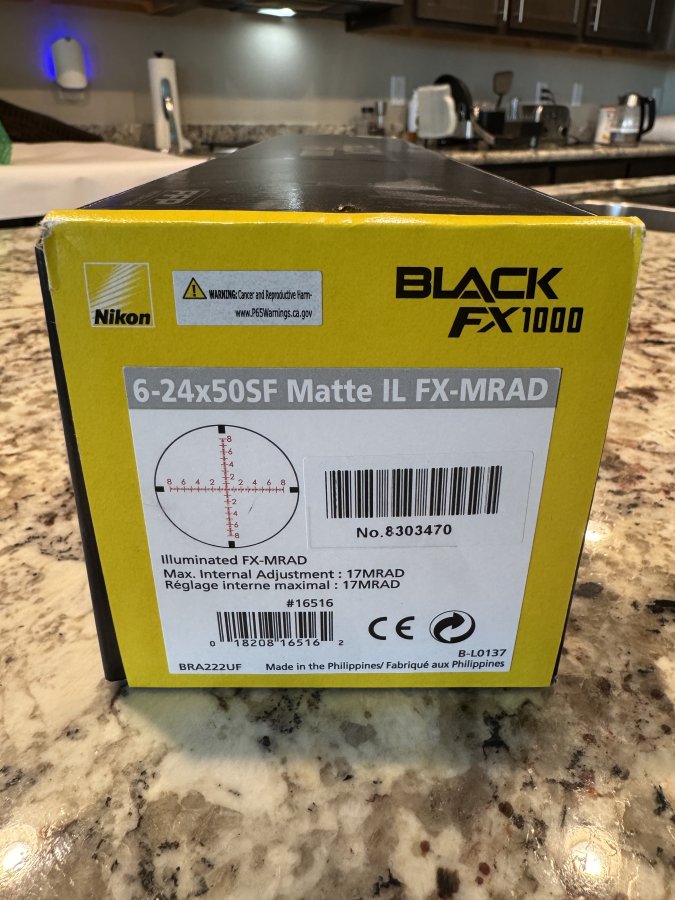 Nikon
WARNING: Cancer and Reproductive Harm-
www.P65Warnings.ca.gov
BLACK
FX1000
6-24x50SF Matte IL FX-MRAD
8
6
4
2
8 6 4 2 2 4 6 8
2
4
6
8
No.8303470
Illuminated FX-MRAD
Max. Internal Adjustment : 17MRAD
Réglage interne maximal : 17MRAD
#16516
0 18208 16516 2
CE
B-L0137
BRA222UF Made in the Philippines/ Fabriqué aux Philippines